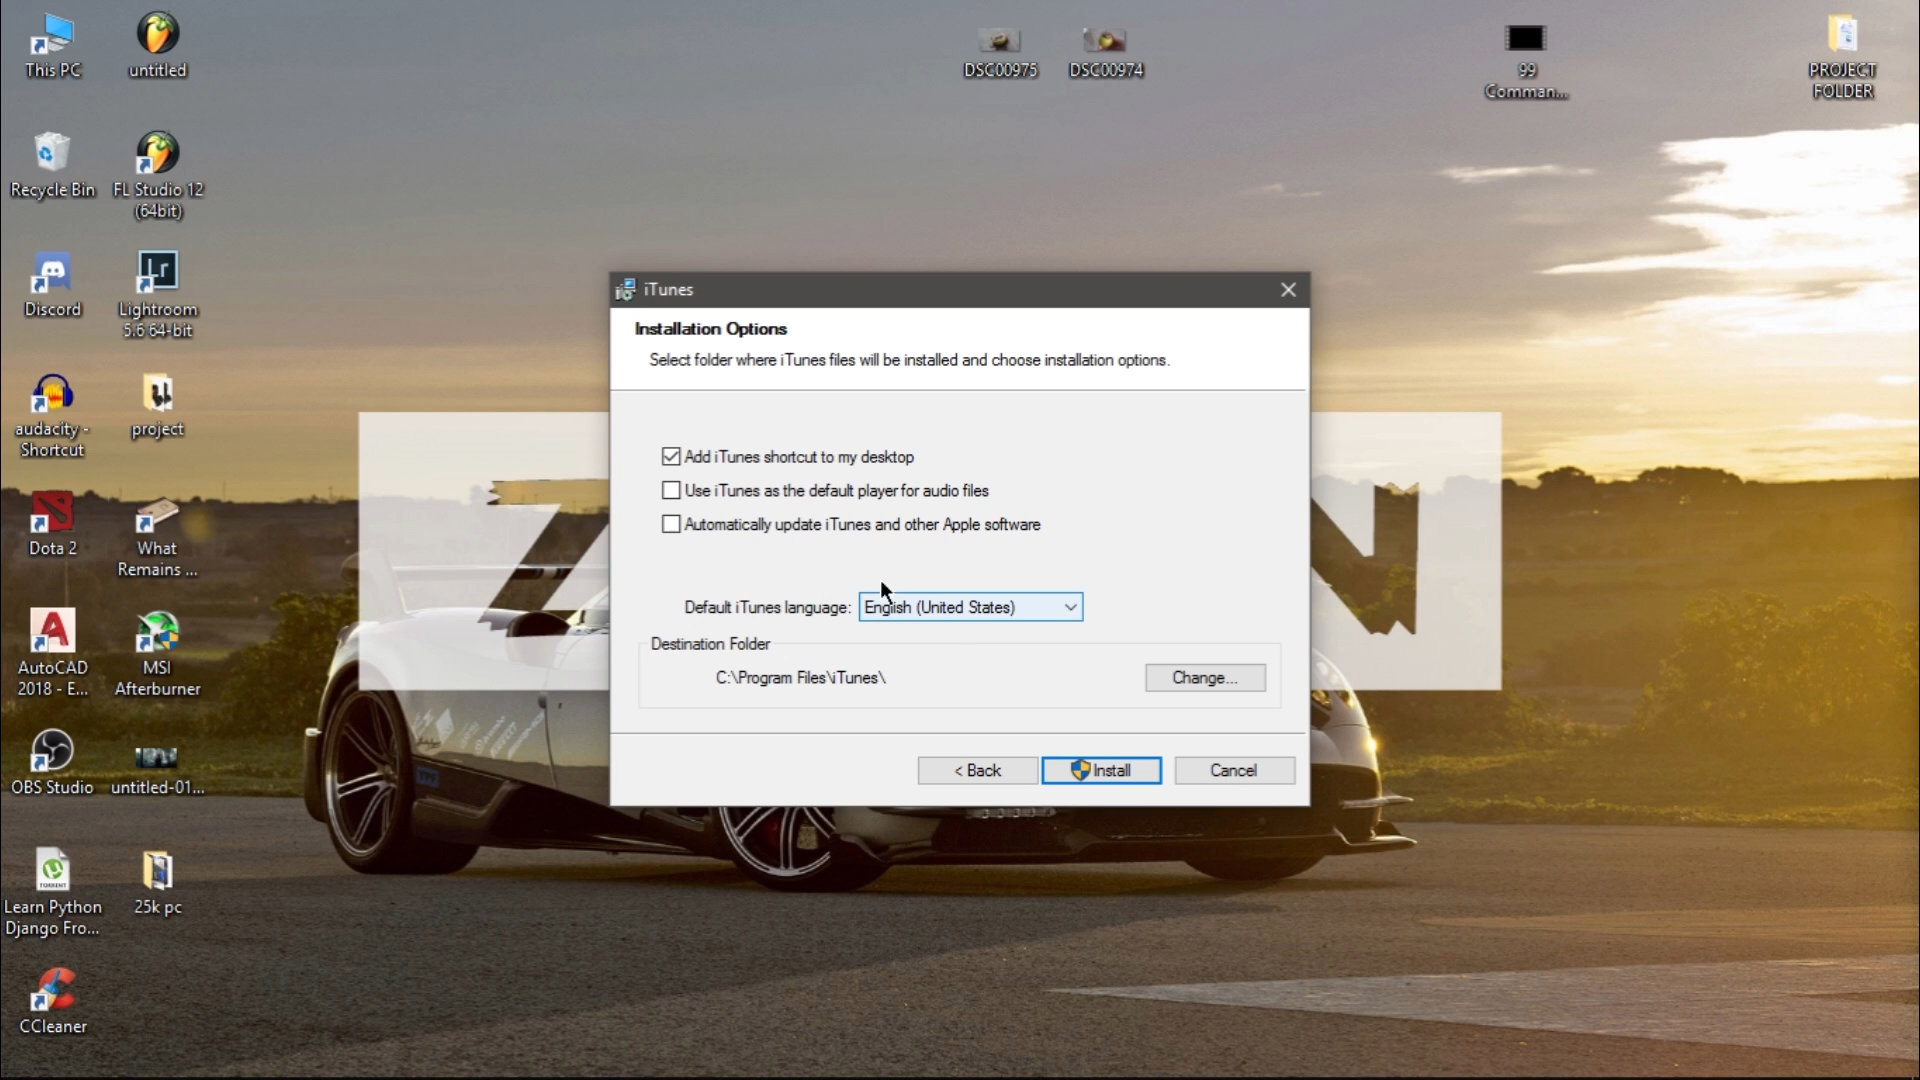 This PC
untitled
DSC00975
DSC00974
99
Comman...
PROJECT
FOLDER
Recycle Bin
FL Studio 12
(64bit)
Discord
Lightroom
5.6 64-bit
audacity -
Shortcut
project
Dota 2
What
Remains ...
AutoCAD
2018 - E...
MSI
Afterburner
OBS Studio
untitled-01...
TORRENT
Learn Python
Django Fro...
25k pc
CCleaner
Lr
iTunes
Installation Options
Select folder where iTunes files will be installed and choose installation options.
Add iTunes shortcut to my desktop
Use iTunes as the default player for audio files
Automatically update iTunes and other Apple software
Default iTunes language: English (United States)
Destination Folder
C:\Program Files\iTunes\
Change...
< Back
Install
Cancel